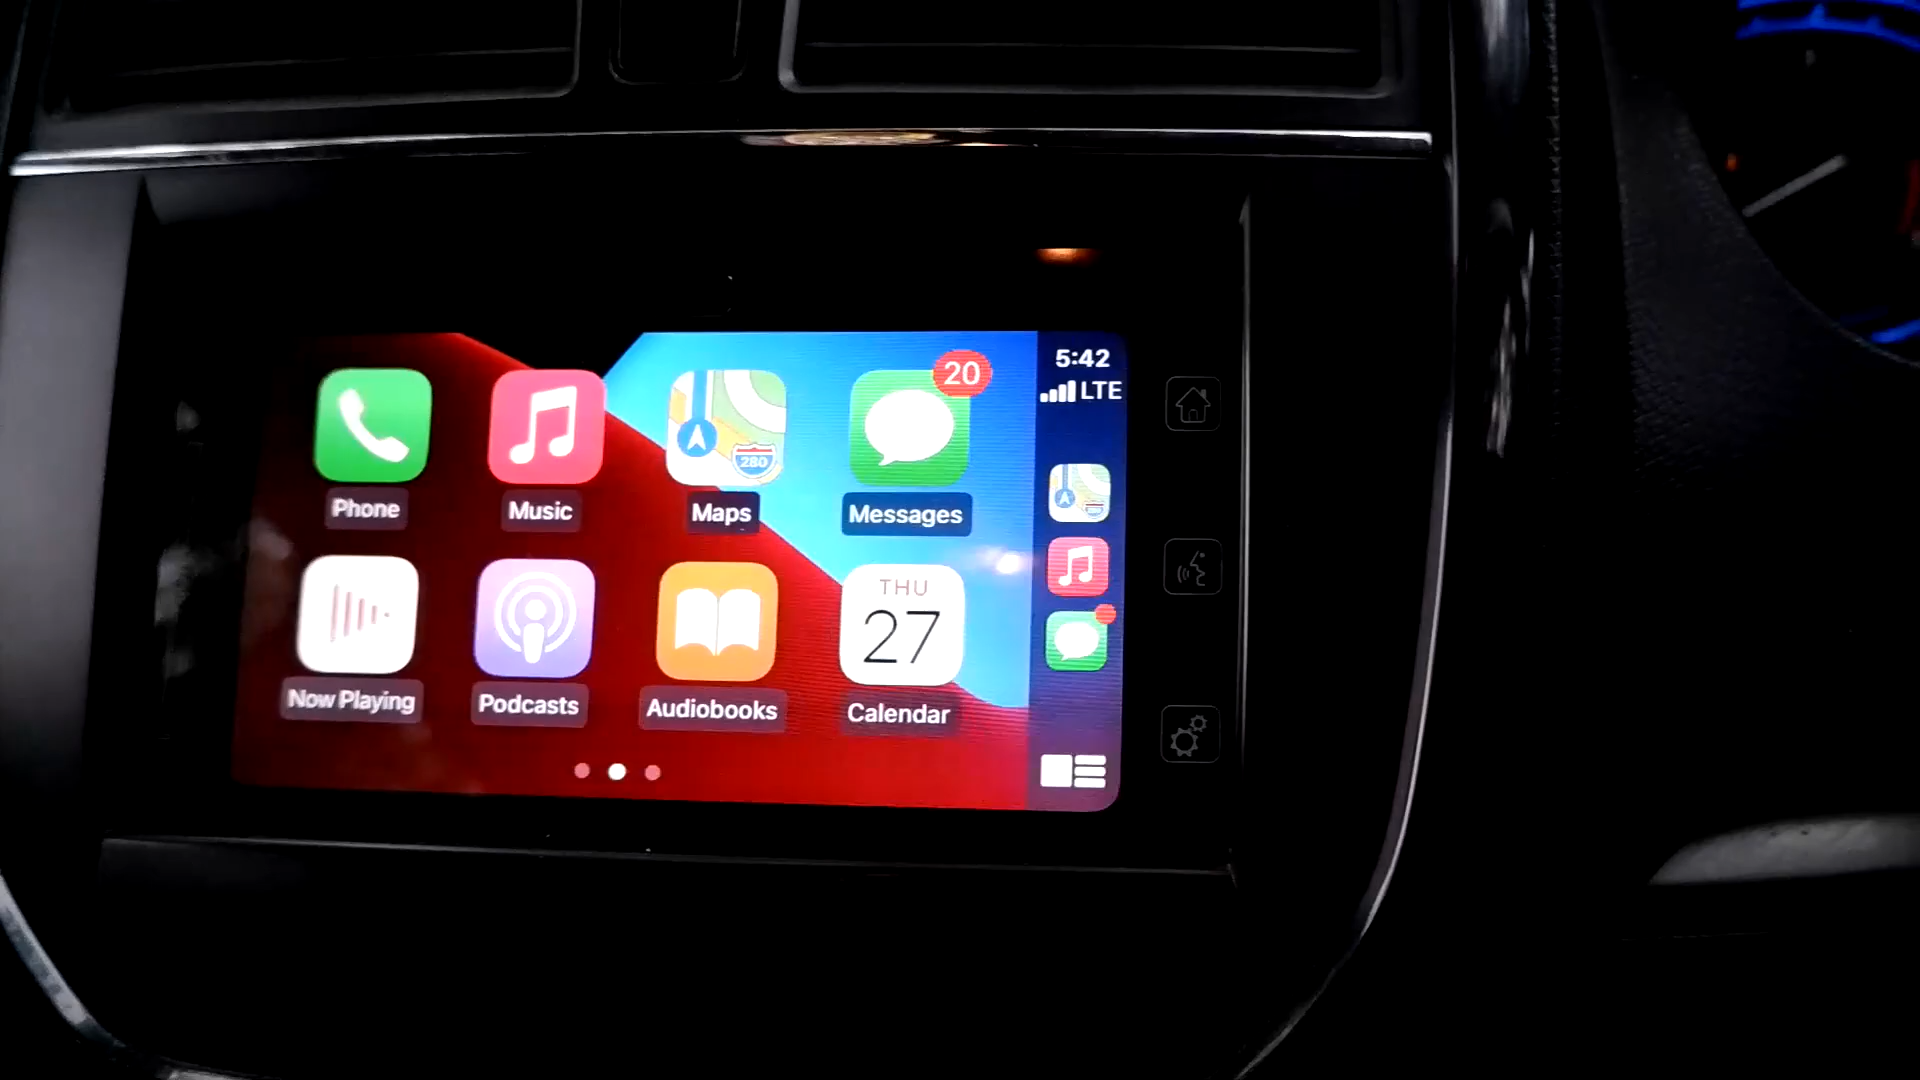 5:42
LTE
20
280
Phone
Music
Maps
Messages
THU
27
Now Playing
Podcasts
Audiobooks
Calendar